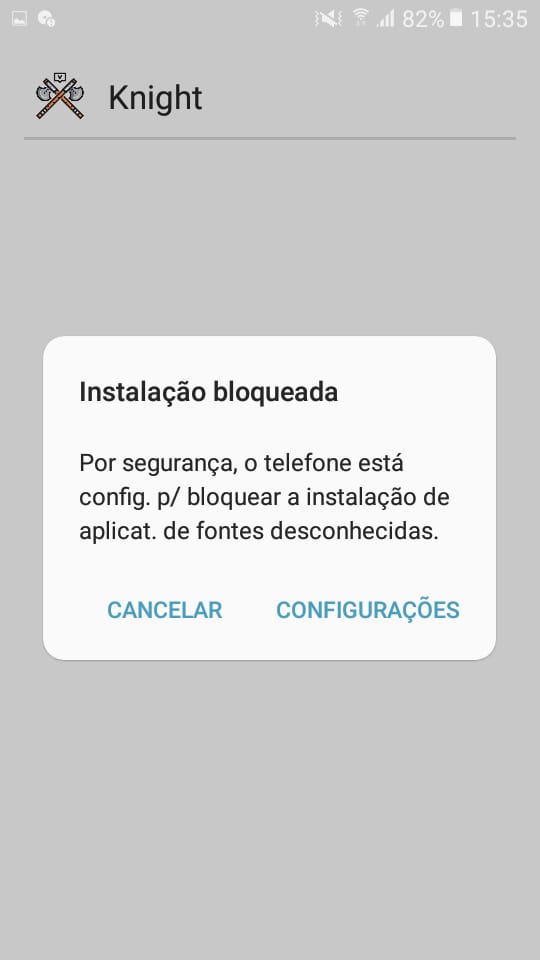 82% 15:35
Knight
Instalação bloqueada
Por segurança, o telefone está
config. p/ bloquear a instalação de
aplicat. de fontes desconhecidas.
CANCELAR CONFIGURAÇÕES